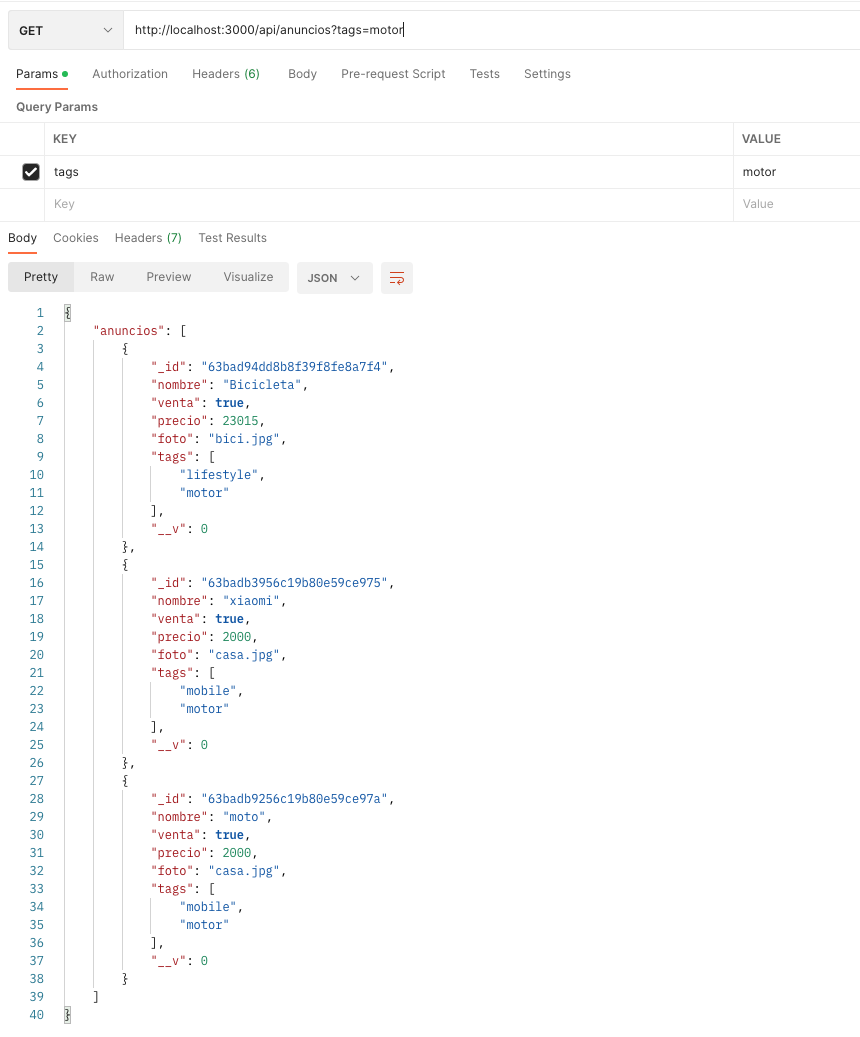 GET http://localhost:3000/api/anuncios?tags=motor
Params Authorization Headers (6) Body Pre-request Script Tests Settings
Query Params
KEY VALUE
tags motor
Key Value
Body Cookies Headers (7) Test Results
Pretty Raw Preview Visualize JSON
1 {
2 "anuncios": [
3 {
4 "_id": "63bad94dd8b8f39f8fe8a7f4",
5 "nombre": "Bicicleta",
6 "venta": true,
7 "precio": 23015,
8 "foto": "bici.jpg",
9 "tags": [
10 "lifestyle",
11 "motor"
12 ],
13 "__v": 0
14 },
15 {
16 "_id": "63badb3956c19b80e59ce975",
17 "nombre": "xiaomi",
18 "venta": true,
19 "precio": 2000,
20 "foto": "casa.jpg",
21 "tags": [
22 "mobile",
23 "motor"
24 ],
25 "__v": 0
26 },
27 {
28 "_id": "63badb9256c19b80e59ce97a",
29 "nombre": "moto",
30 "venta": true,
31 "precio": 2000,
32 "foto": "casa.jpg",
33 "tags": [
34 "mobile",
35 "motor"
36 ],
37 "__v": 0
38 }
39 ]
40 }